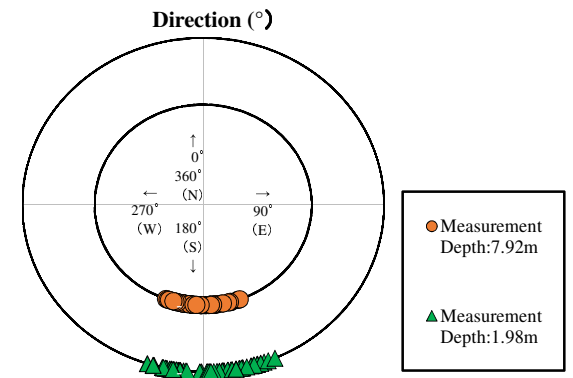 Direction (°)
↑
0°
360°
(N)
← →
270° 90°
(W) 180° (E)
(S)
↓
Measurement
Depth:7.92m
Measurement
Depth:1.98m